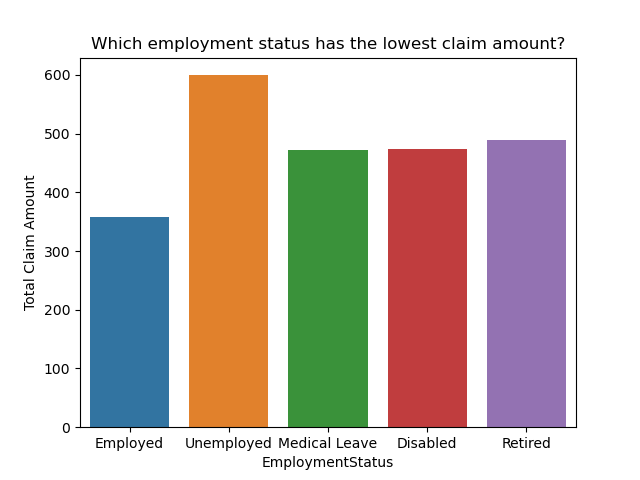 Which employment status has the lowest claim amount?
600
500
400
300
200
100
0
Total Claim Amount
Employed Unemployed Medical Leave Disabled Retired
EmploymentStatus